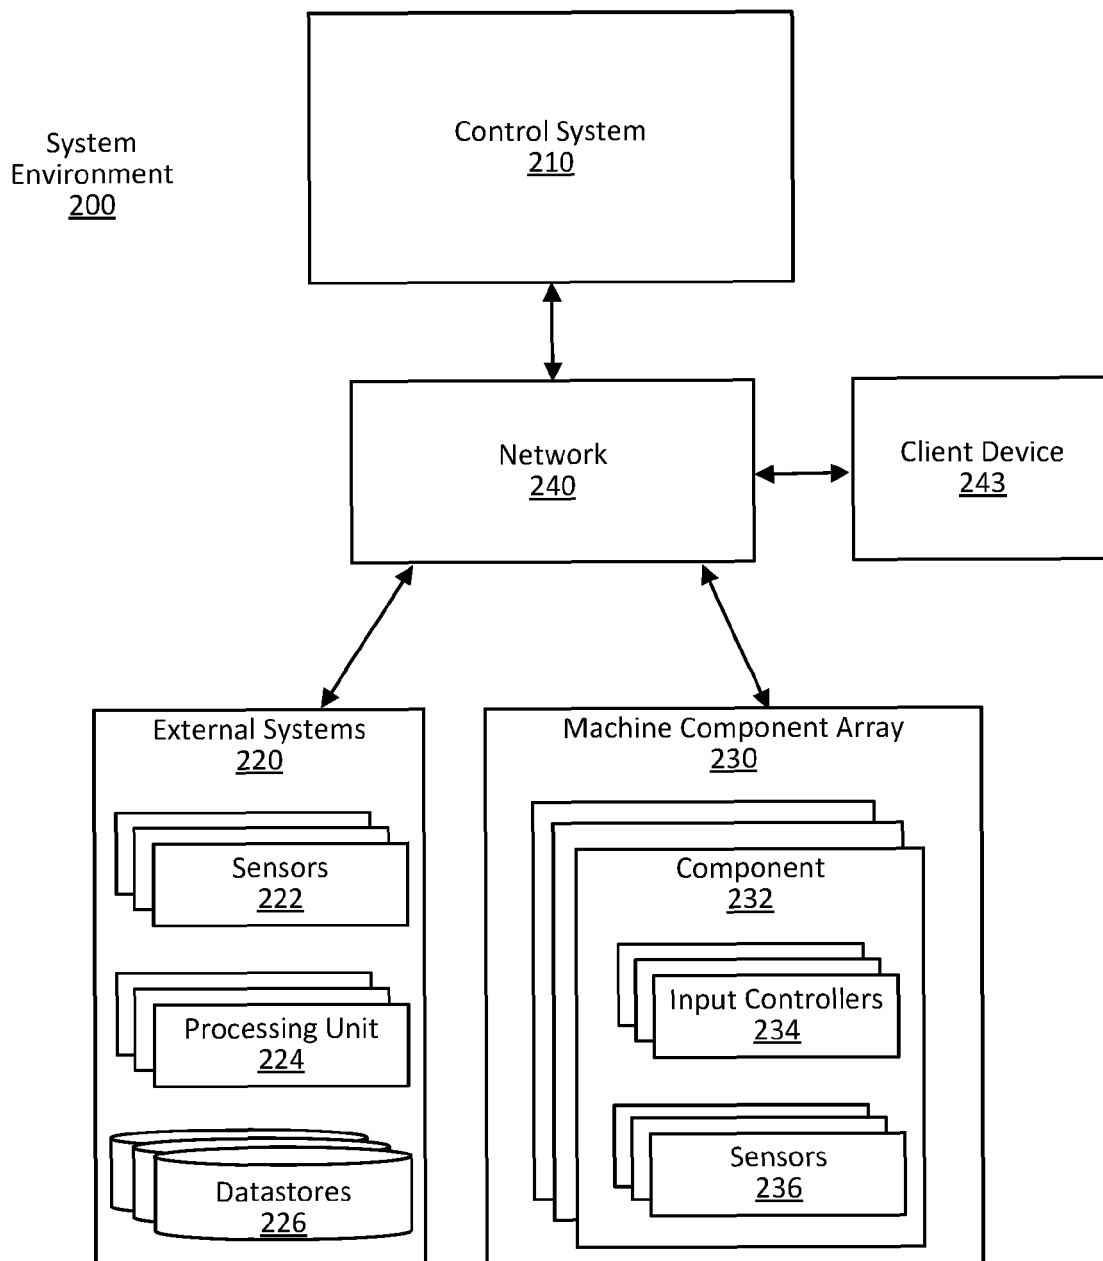 System
Environment
200
Control System
210
Network
240
Client Device
243
External Systems
220
Sensors
222
Processing Unit
224
Datastores
226
Machine Component Array
230
Component
232
Input Controllers
234
Sensors
236